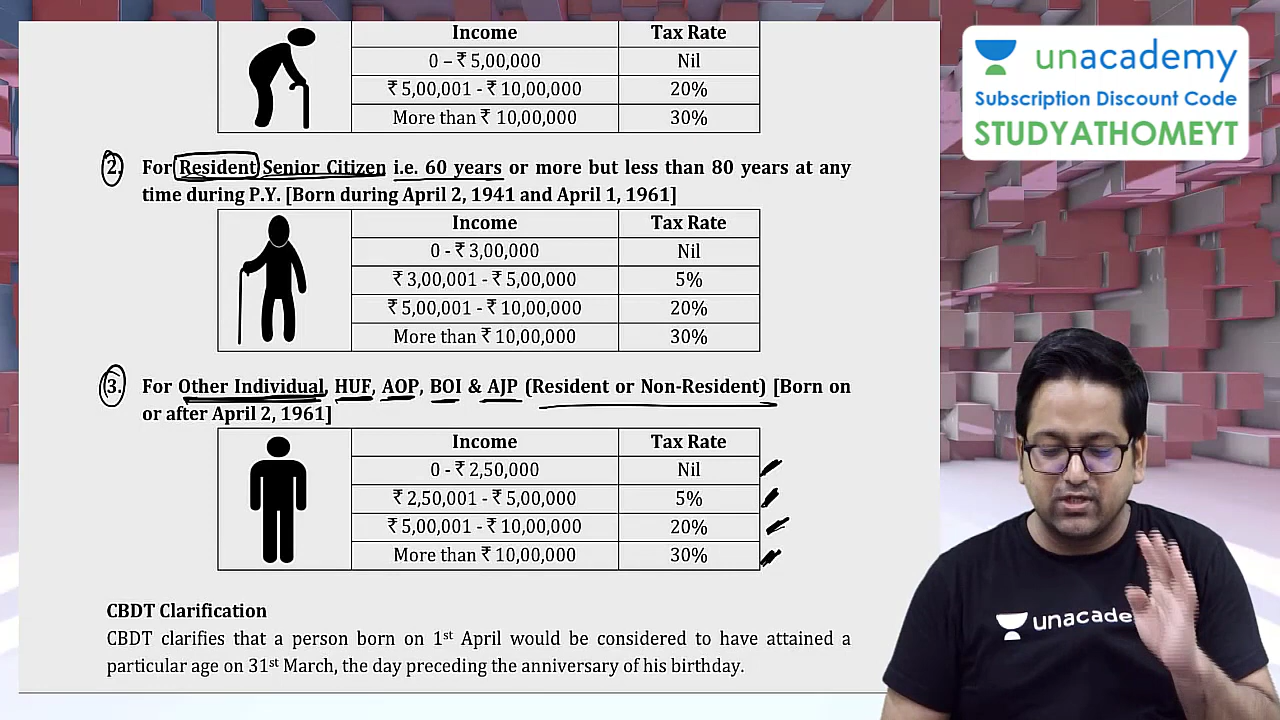 Income Tax Rate
0 – ₹ 5,00,000 Nil
₹ 5,00,001 - ₹ 10,00,000 20%
More than ₹ 10,00,000 30%
2. For Resident Senior Citizen i.e. 60 years or more but less than 80 years at any
time during P.Y. [Born during April 2, 1941 and April 1, 1961]
Income Tax Rate
0 - ₹ 3,00,000 Nil
₹ 3,00,001 - ₹ 5,00,000 5%
₹ 5,00,001 - ₹ 10,00,000 20%
More than ₹ 10,00,000 30%
3. For Other Individual, HUF, AOP, BOI & AJP (Resident or Non-Resident) [Born on
or after April 2, 1961]
Income Tax Rate
0 - ₹ 2,50,000 Nil
₹ 2,50,001 - ₹ 5,00,000 5%
₹ 5,00,001 - ₹ 10,00,000 20%
More than ₹ 10,00,000 30%
CBDT Clarification
CBDT clarifies that a person born on 1st April would be considered to have attained a
particular age on 31st March, the day preceding the anniversary of his birthday.
unacademy
Subscription Discount Code
STUDYATHOMEYT
unacade